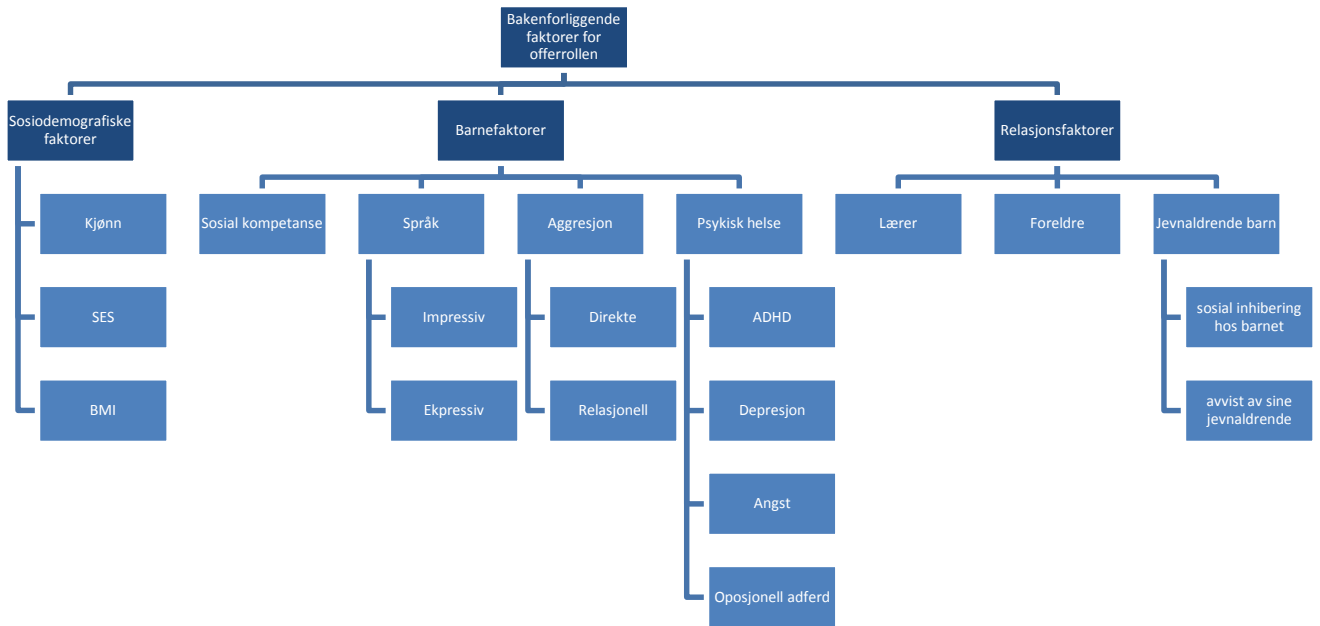 Bakenforliggende
faktorer for
offerrollen
Sosiodemografiske
faktorer
Barnefaktorer
Relasjonsfaktorer
Kjønn
Sosial kompetanse
Språk
Aggresjon
Psykisk helse
Lærer
Foreldre
Jevnaldrende barn
SES
Impressiv
Direkte
ADHD
sosial inhibering
hos barnet
BMI
Ekpressiv
Relasjonell
Depresjon
avvist av sine
jevnaldrende
Angst
Oposjonell adferd